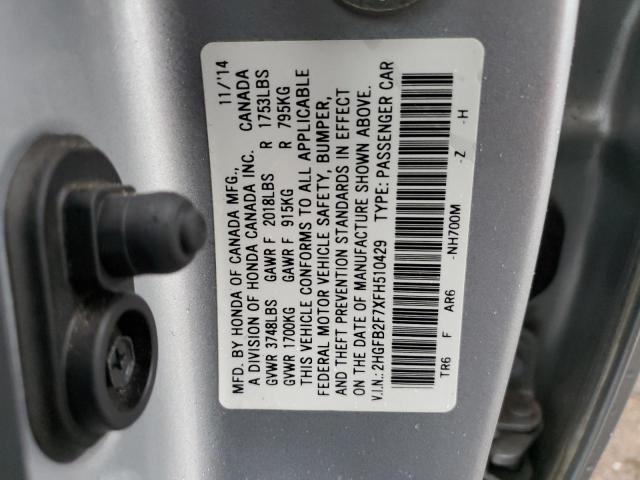 MFD. BY HONDA OF CANADA MFG., 11/'14
A DIVISION OF HONDA CANADA INC. CANADA
GVWR 3748LBS GAWR F 2018LBS R 1753LBS
GVWR 1700KG GAWR F 915KG R 795KG
THIS VEHICLE CONFORMS TO ALL APPLICABLE
FEDERAL MOTOR VEHICLE SAFETY, BUMPER,
AND THEFT PREVENTION STANDARDS IN EFFECT
ON THE DATE OF MANUFACTURE SHOWN ABOVE.
V.I.N.:2HGFB2F7XFH510429 TYPE: PASSENGER CAR
TR6 F AR6 -NH700M -Z -H